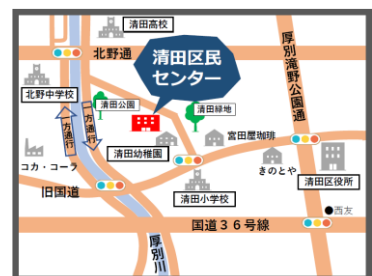 清田高校
北野通
清田区民
センター
厚別滝野公園通
北野中学校
清田公園
清田緑地
一方通行
一方通行
宮田屋珈琲
清田幼稚園
コカ・コーラ
きのとや
清田区役所
旧国道
清田小学校
西友
国道36号線
厚別川